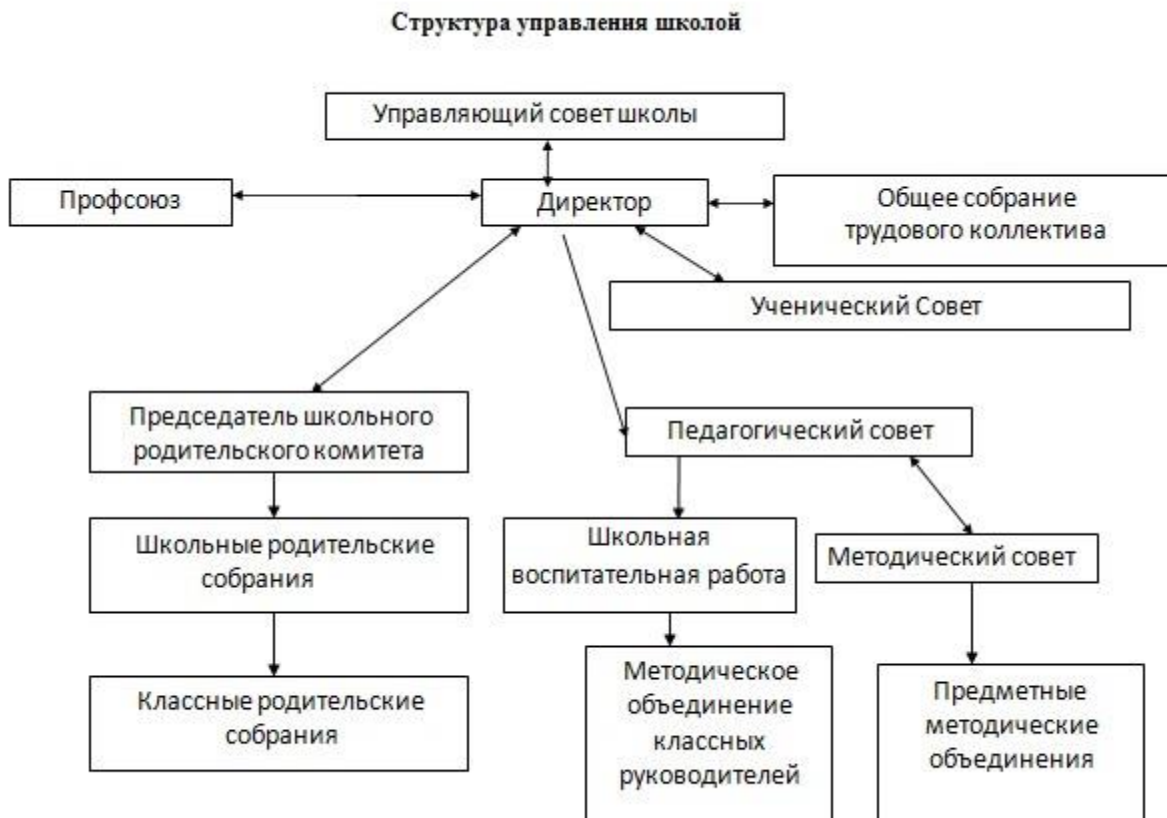 Структура управления школой
Управляющий совет школы
Профсоюз
Директор
Общее собрание
трудового коллектива
Ученический Совет
Председатель школьного
родительского комитета
Педагогический совет
Школьные родительские
собрания
Школьная
воспитательная работа
Методический совет
Классные родительские
собрания
Методическое
объединение
классных
руководителей
Предметные
методические
объединения